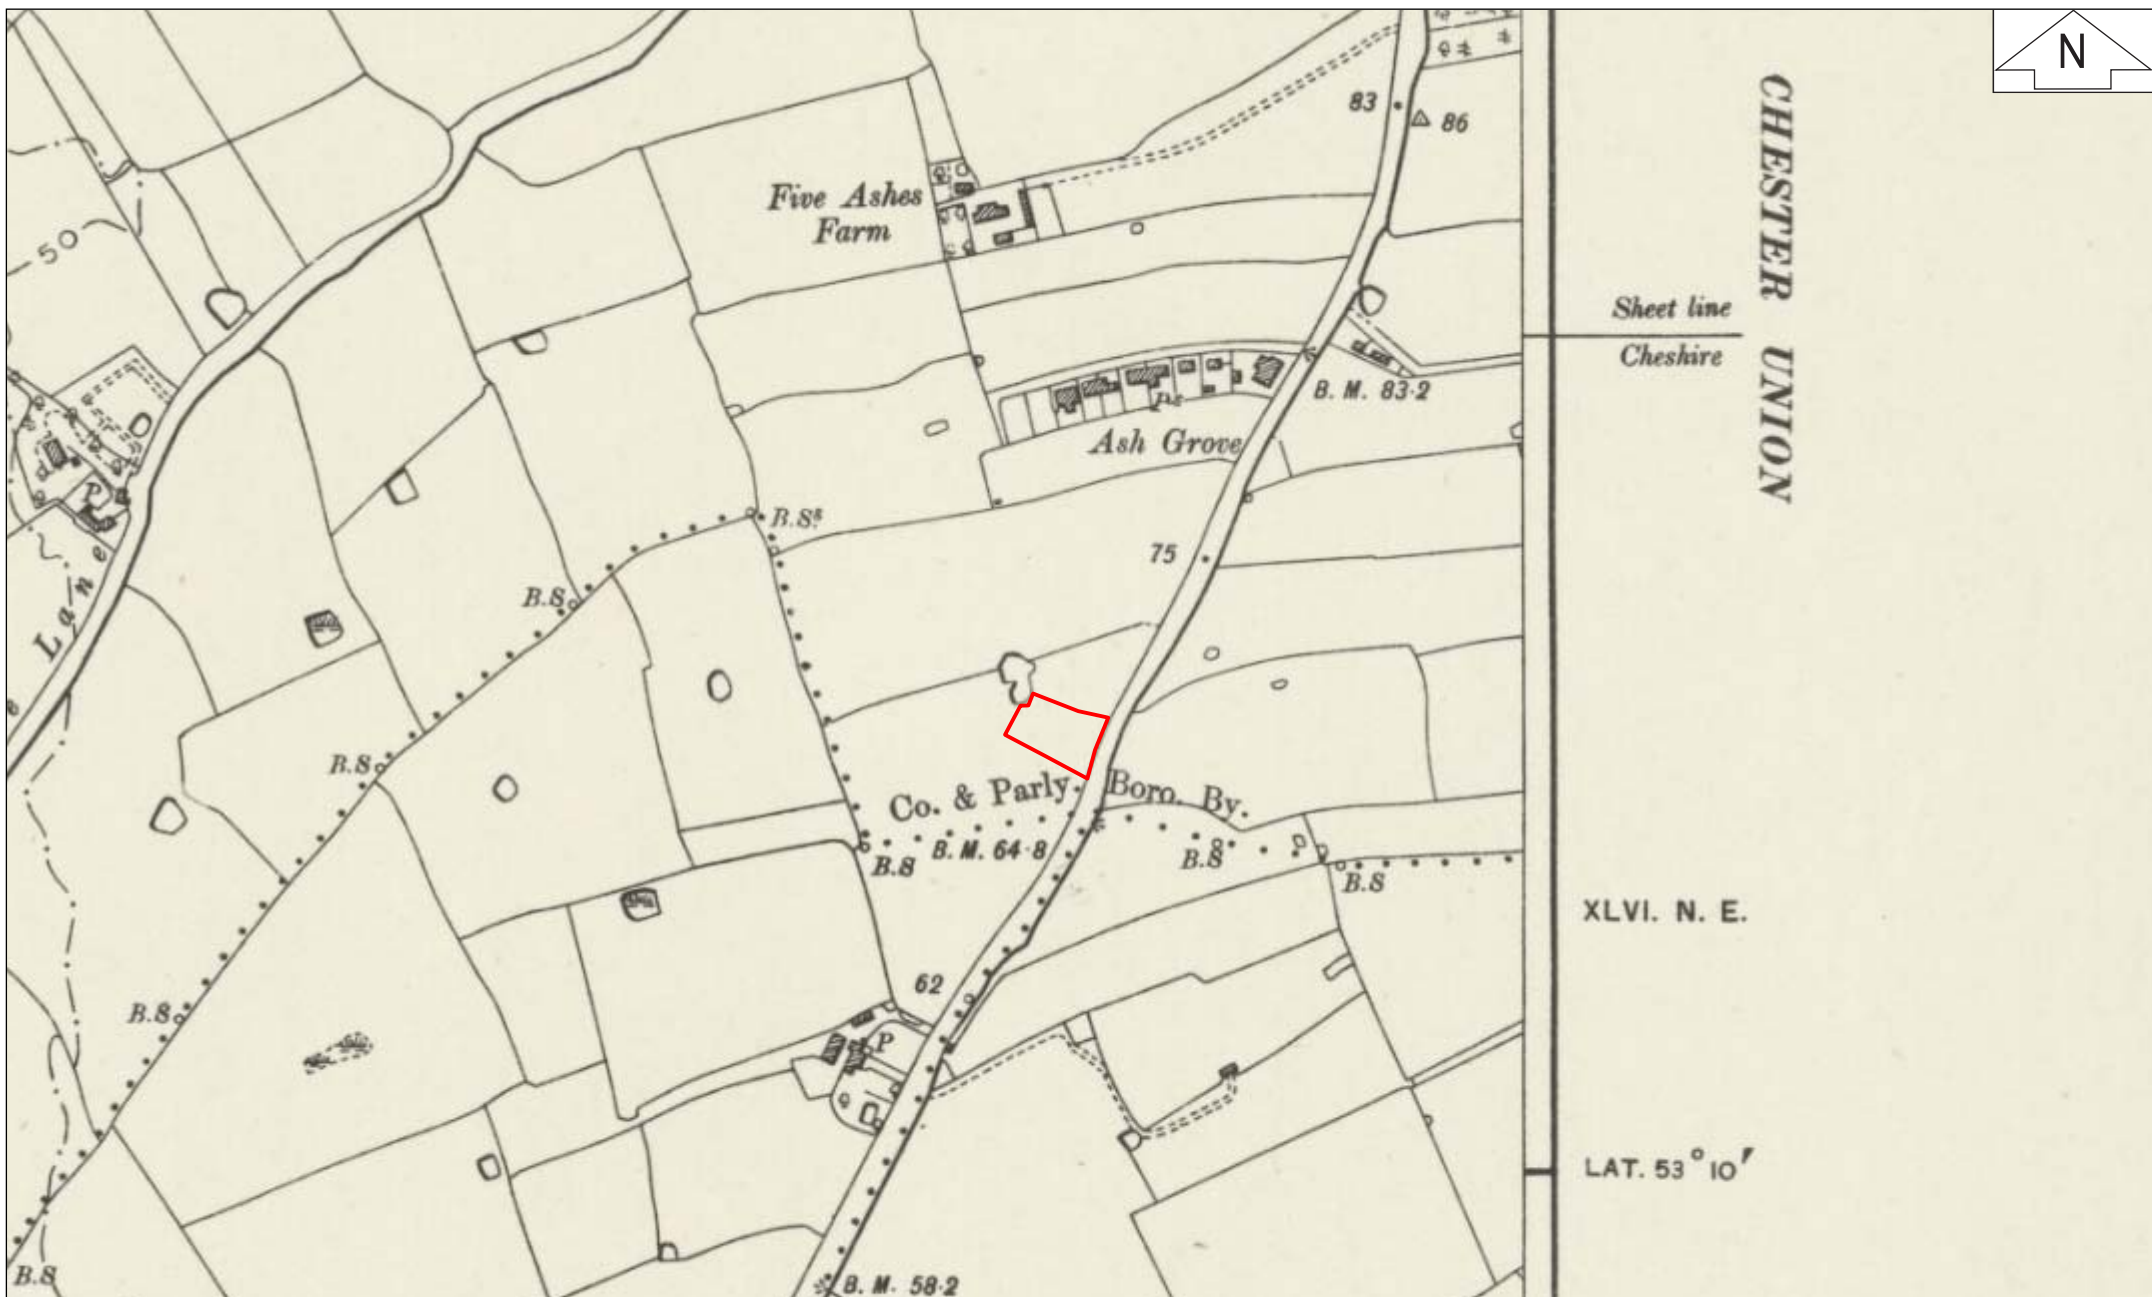 N
83
86
CHESTER UNION
Five Ashes
Farm
50
Sheet line
Cheshire
B. M. 83·2
Ash Grove
P
B.Ss.
75
B.S
Lane
B.S
Co. & Parly. Boro. By.
B. M. 64·8
B.S
B.S
B.S
XLVI. N. E.
62
B.S
P
LAT. 53° 10'
B.S
B. M. 58·2